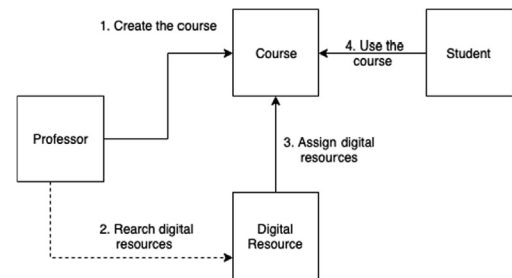 1. Create the course
Course
4. Use the
course
Student
Professor
3. Assign digital
resources
2. Rearch digital
resources
Digital
Resource